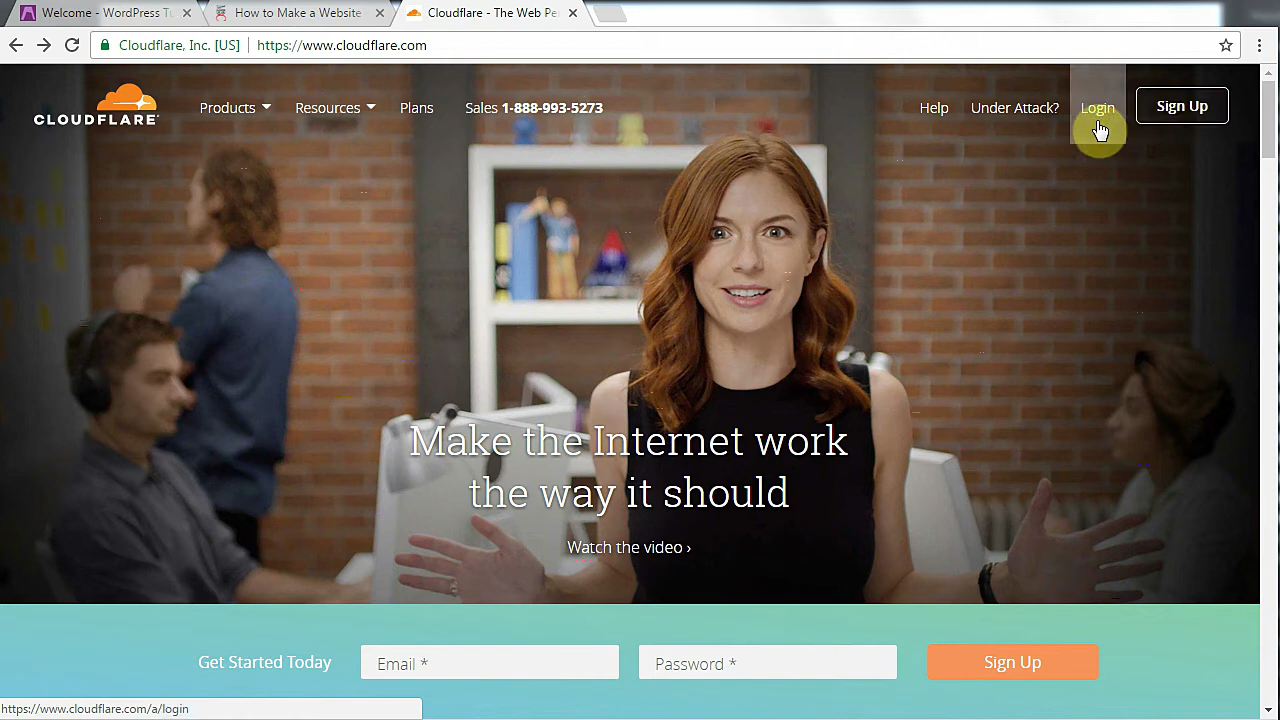 Welcome - WordPress Tu
How to Make a Website
Cloudflare - The Web Pe
Cloudflare, Inc. [US]
https://www.cloudflare.com
CLOUDFLARE
Products
Resources
Plans
Sales 1-888-993-5273
Help
Under Attack?
Login
Sign Up
Make the Internet work
the way it should
Watch the video ›
Get Started Today
Email *
Password *
Sign Up
https://www.cloudflare.com/a/login